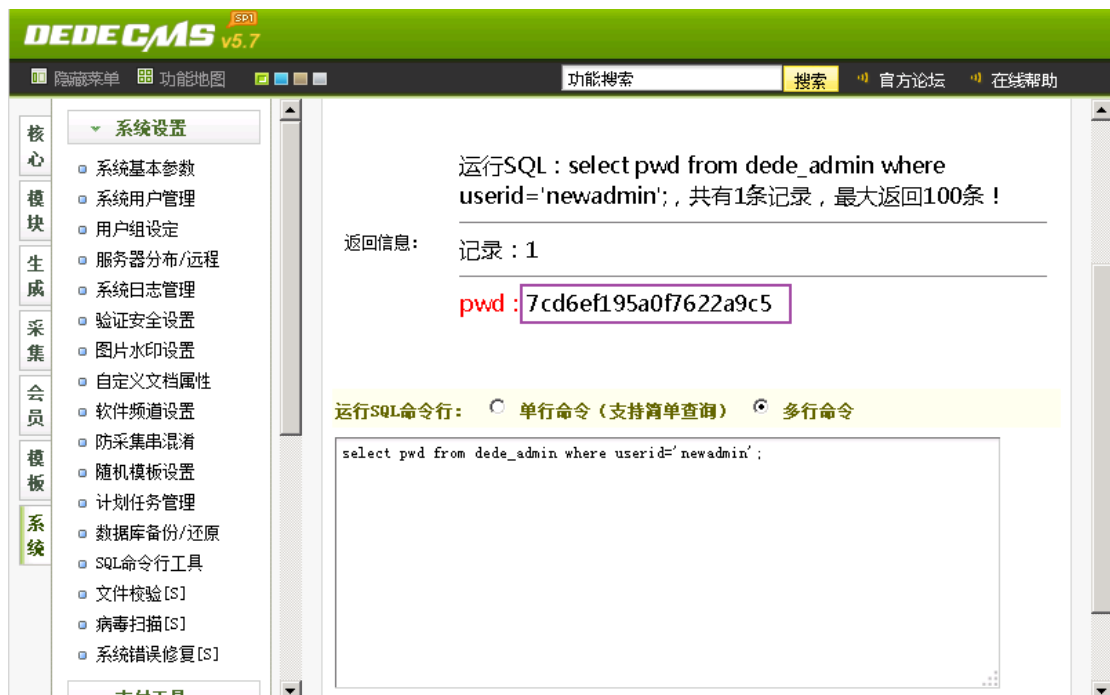 DEDECMS v5.7 SP1
隐藏菜单 功能地图 功能搜索 搜索 官方论坛 在线帮助
核心
模块
生成
采集
会员
模板
系统
系统设置
系统基本参数
系统用户管理
用户组设定
服务器分布/远程
系统日志管理
验证安全设置
图片水印设置
自定义文档属性
软件频道设置
防采集串混淆
随机模板设置
计划任务管理
数据库备份/还原
SQL命令行工具
文件校验[S]
病毒扫描[S]
系统错误修复[S]
支付工具
运行SQL：select pwd from dede_admin where
userid='newadmin';，共有1条记录，最大返回100条！
返回信息：
记录：1
pwd：7cd6ef195a0f7622a9c5
运行SQL命令行： 单行命令（支持简单查询） 多行命令
select pwd from dede_admin where userid='newadmin';